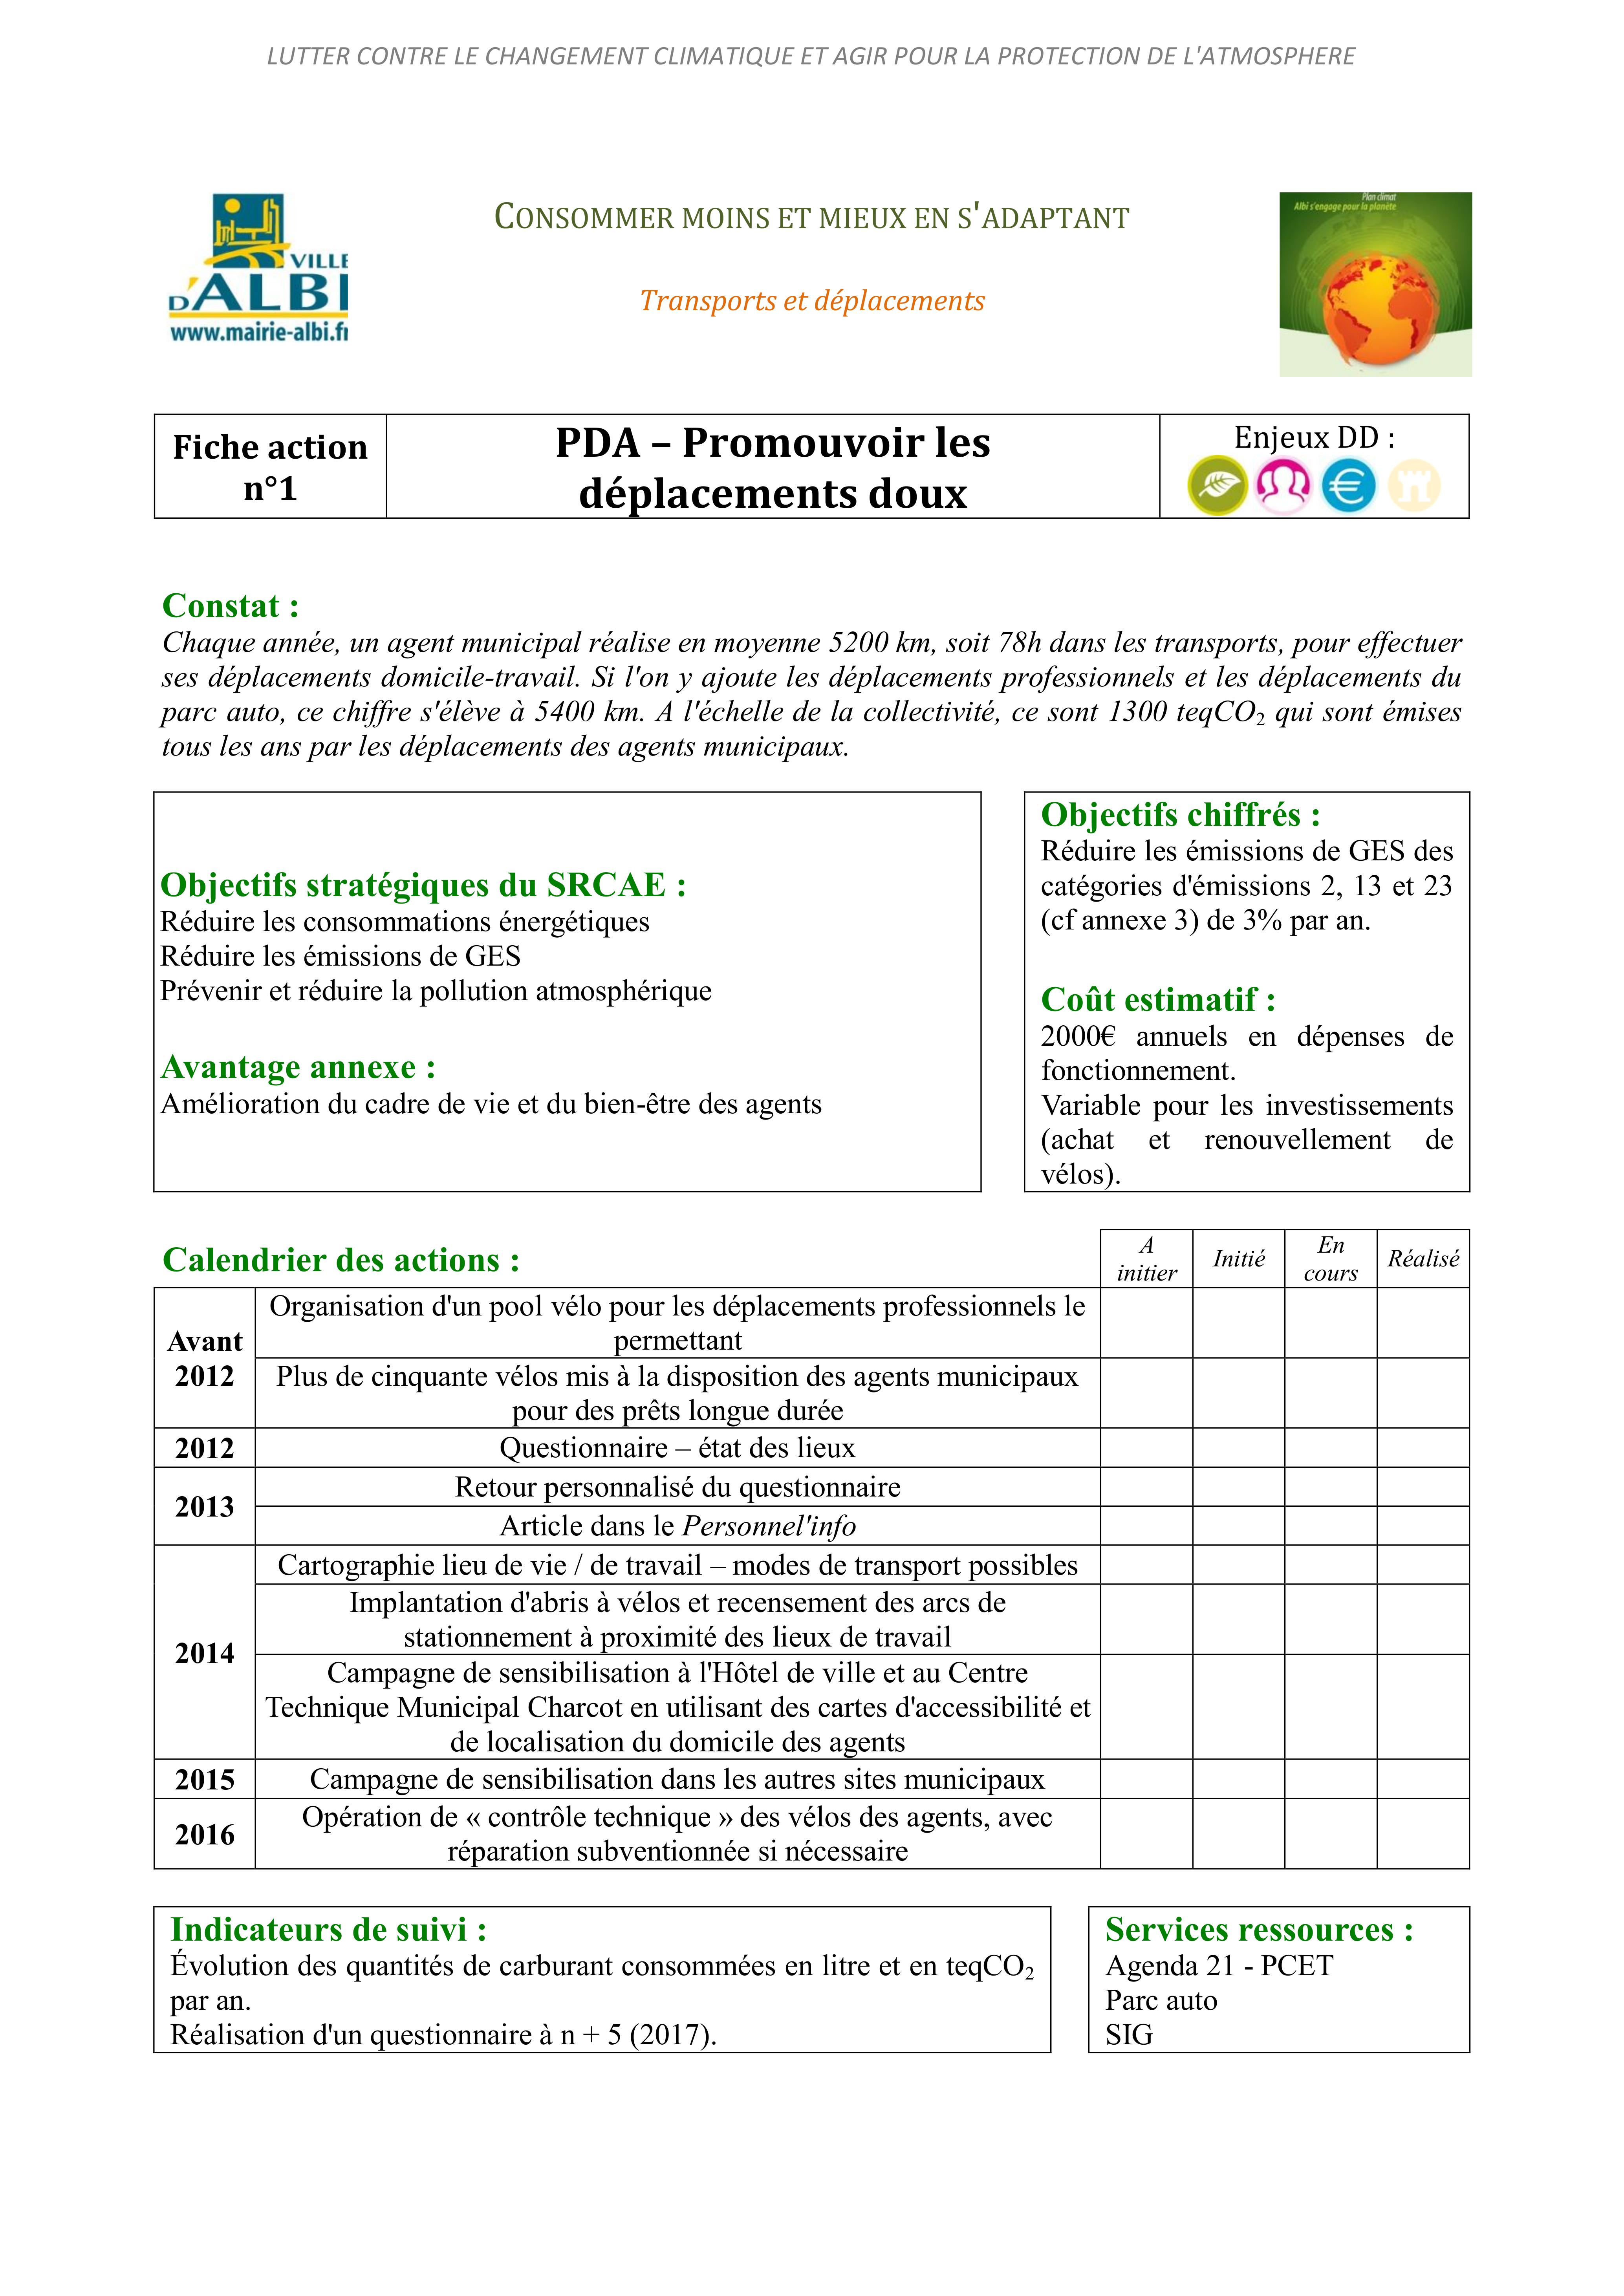 LUTTER CONTRE LE CHANGEMENT CLIMATIQUE ET AGIR POUR LA PROTECTION DE L'ATMOSPHERE
VILLE
D'ALBI
www.mairie-albi.fr
CONSOMMER MOINS ET MIEUX EN S'ADAPTANT
Transports et déplacements
Plan climat
Albi s'engage pour la planète
Fiche action
n°1
PDA – Promouvoir les
déplacements doux
Enjeux DD :
Constat :
Chaque année, un agent municipal réalise en moyenne 5200 km, soit 78h dans les transports, pour effectuer
ses déplacements domicile-travail. Si l'on y ajoute les déplacements professionnels et les déplacements du
parc auto, ce chiffre s'élève à 5400 km. A l'échelle de la collectivité, ce sont 1300 teqCO₂ qui sont émises
tous les ans par les déplacements des agents municipaux.
Objectifs stratégiques du SRCAE :
Réduire les consommations énergétiques
Réduire les émissions de GES
Prévenir et réduire la pollution atmosphérique
Avantage annexe :
Amélioration du cadre de vie et du bien-être des agents
Objectifs chiffrés :
Réduire les émissions de GES des
catégories d'émissions 2, 13 et 23
(cf annexe 3) de 3% par an.
Coût estimatif :
2000€ annuels en dépenses de
fonctionnement.
Variable pour les investissements
(achat et renouvellement de
vélos).
Calendrier des actions :
A
initier
Initié
En
cours
Réalisé
Avant
2012
Organisation d'un pool vélo pour les déplacements professionnels le
permettant
Plus de cinquante vélos mis à la disposition des agents municipaux
pour des prêts longue durée
2012
Questionnaire – état des lieux
2013
Retour personnalisé du questionnaire
Article dans le Personnel'info
2014
Cartographie lieu de vie / de travail – modes de transport possibles
Implantation d'abris à vélos et recensement des arcs de
stationnement à proximité des lieux de travail
Campagne de sensibilisation à l'Hôtel de ville et au Centre
Technique Municipal Charcot en utilisant des cartes d'accessibilité et
de localisation du domicile des agents
2015
Campagne de sensibilisation dans les autres sites municipaux
2016
Opération de « contrôle technique » des vélos des agents, avec
réparation subventionnée si nécessaire
Indicateurs de suivi :
Évolution des quantités de carburant consommées en litre et en teqCO₂
par an.
Réalisation d'un questionnaire à n + 5 (2017).
Services ressources :
Agenda 21 - PCET
Parc auto
SIG